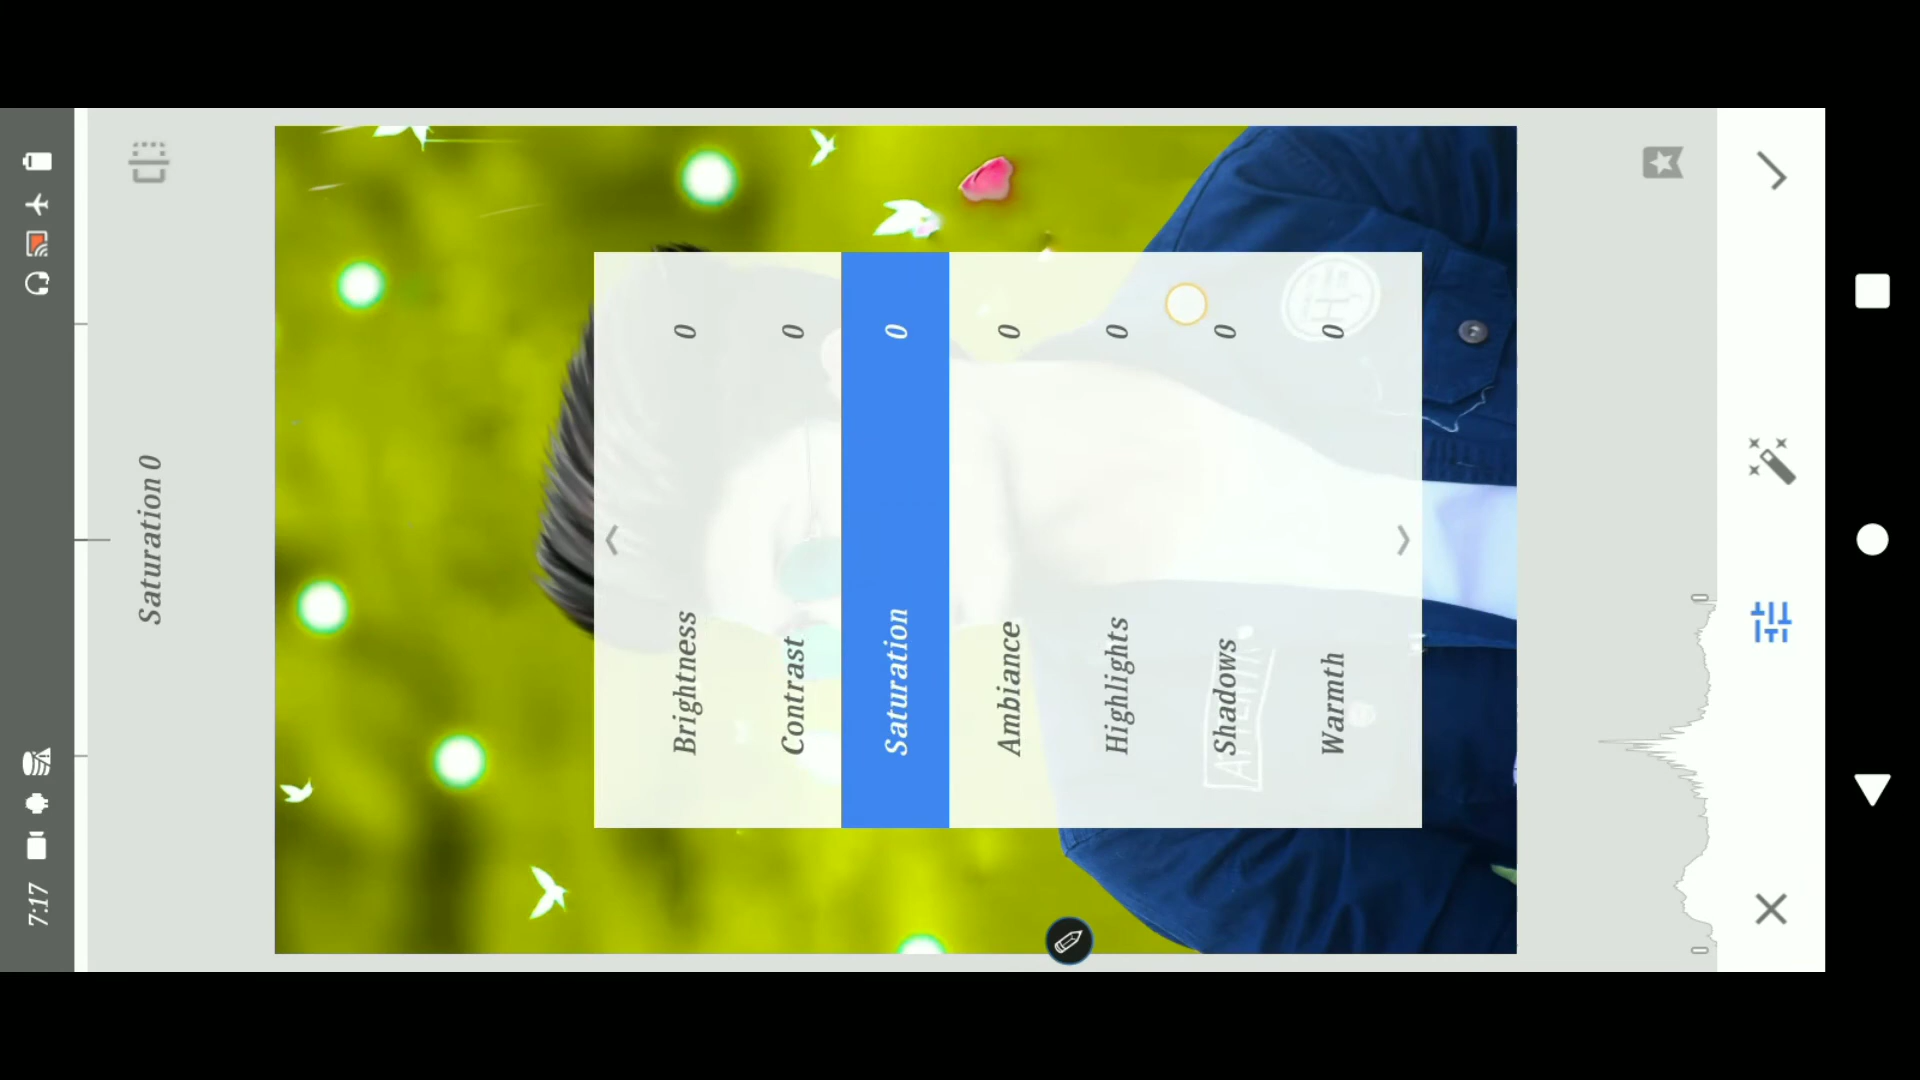 7:17
Saturation 0
Brightness 0
Contrast 0
Saturation 0
Ambiance 0
Highlights 0
Shadows 0
Warmth 0